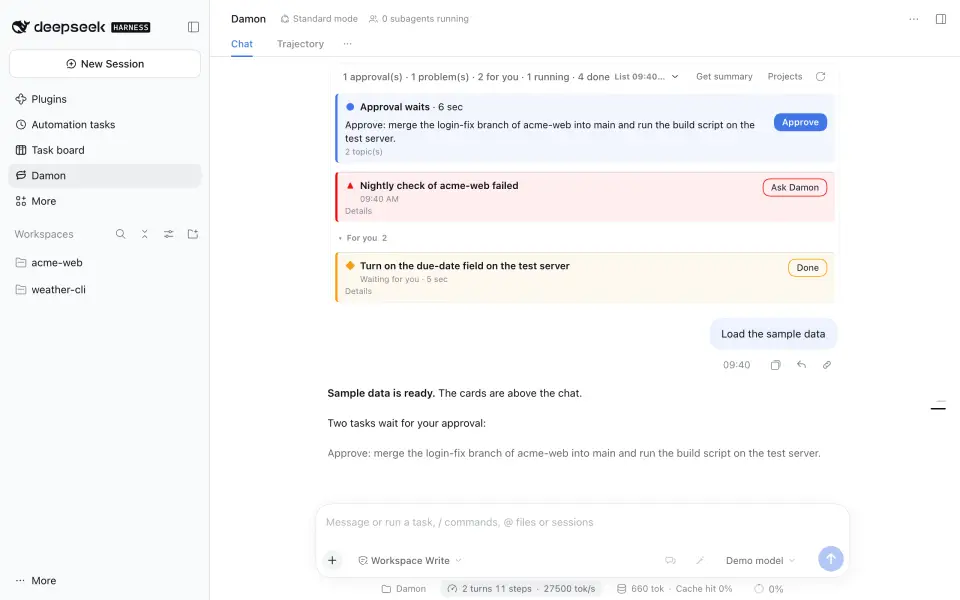 deepseek HARNESS
New Session
Plugins
Automation tasks
Task board
Damon
More
Workspaces
acme-web
weather-cli
More
Damon Standard mode 0 subagents running
Chat Trajectory
1 approval(s) · 1 problem(s) · 2 for you · 1 running · 4 done List 09:40... Get summary Projects
Approval waits · 6 sec
Approve: merge the login-fix branch of acme-web into main and run the build script on the
test server.
2 topic(s)
Approve
Nightly check of acme-web failed
09:40 AM
Details
Ask Damon
For you 2
Turn on the due-date field on the test server
Waiting for you · 5 sec
Details
Done
Load the sample data
09:40
Sample data is ready. The cards are above the chat.
Two tasks wait for your approval:
Approve: merge the login-fix branch of acme-web into main and run the build script on the test server.
Message or run a task, / commands, @ files or sessions
Workspace Write Demo model
Damon 2 turns 11 steps · 27500 tok/s 660 tok · Cache hit 0% 0%